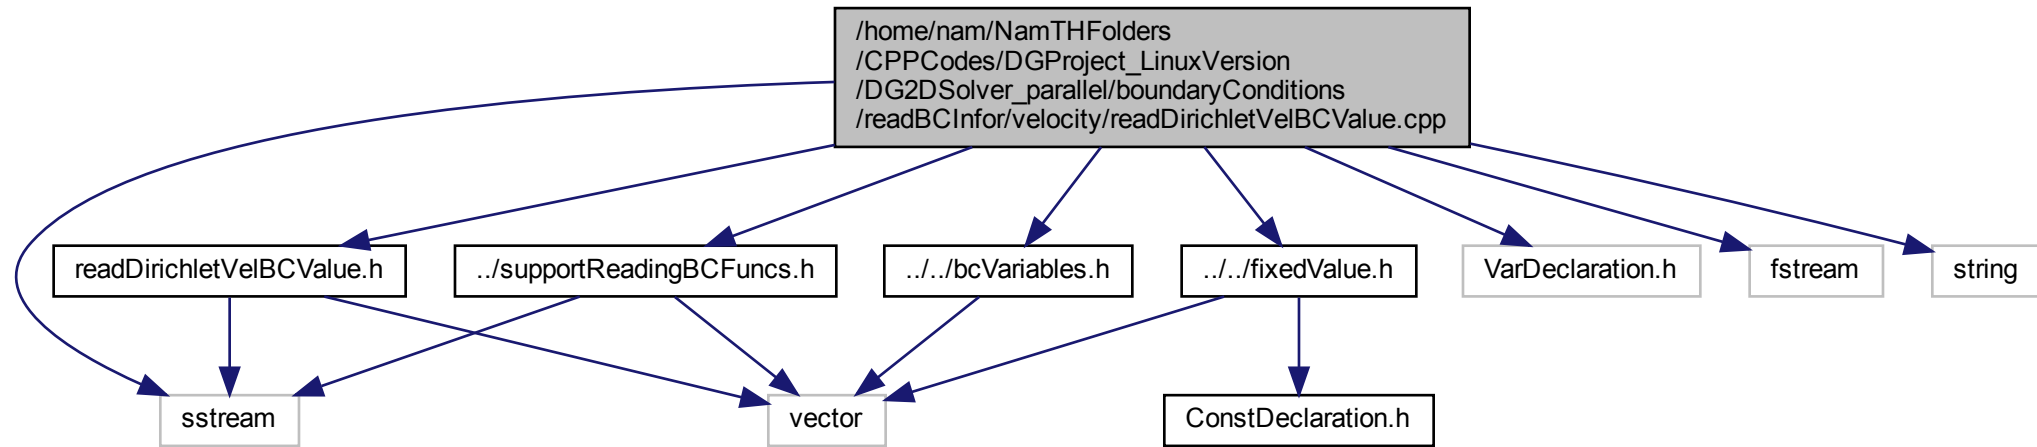 /home/nam/NamTHFolders
/CPPCodes/DGProject_LinuxVersion
/DG2DSolver_parallel/boundaryConditions
/readBCInfor/velocity/readDirichletVelBCValue.cpp
readDirichletVelBCValue.h
../supportReadingBCFuncs.h
../../bcVariables.h
../../fixedValue.h
VarDeclaration.h
fstream
string
sstream
vector
ConstDeclaration.h